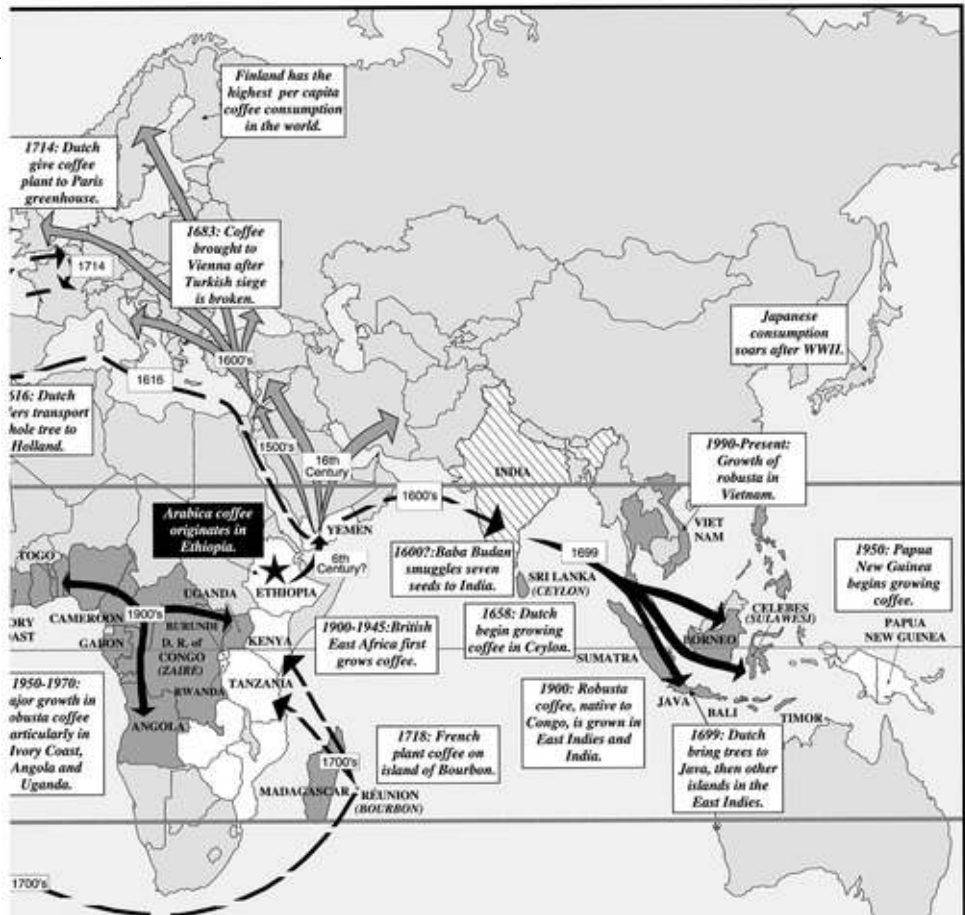 Finland has the
highest per capita
coffee consumption
in the world.
1714: Dutch
give coffee
plant to Paris
greenhouse.
1683: Coffee
brought to
Vienna after
Turkish siege
is broken.
1714
Japanese
consumption
soars after WWII.
1600's
1616
616: Dutch
transport
tree to
Holland.
1500's
16th
Century
INDIA
1990-Present:
Growth of
robusta in
Vietnam.
1600's
Arabica coffee
originates in
Ethiopia.
YEMEN
VIET
NAM
6th
Century?
1600?:Baba Budan
smuggles seven
seeds to India.
1699
1950: Papua
New Guinea
begins growing
coffee.
TOGO
ETHIOPIA
SRI LANKA
(CEYLON)
UGANDA
CAMEROON
1900's
BURUNDI
1900-1945:British
East Africa first
grows coffee.
1658: Dutch
begin growing
coffee in Ceylon.
CELEBES
(SULAWESI)
PAPUA
NEW GUINEA
ORY
OAST
GABON
D. R. of
CONGO
(ZAIRE)
KENYA
BORNEO
SUMATRA
1950-1970:
ajor growth in
obusta coffee
articularly in
Ivory Coast,
Angola and
Uganda.
RWANDA
TANZANIA
1900: Robusta
coffee, native to
Congo, is grown in
East Indies and
India.
JAVA
BALI
TIMOR
ANGOLA
1718: French
plant coffee on
island of Bourbon.
1699: Dutch
bring trees to
Java, then other
islands in the
East Indies.
1700's
MADAGASCAR
RÉUNION
(BOURBON)
1700's